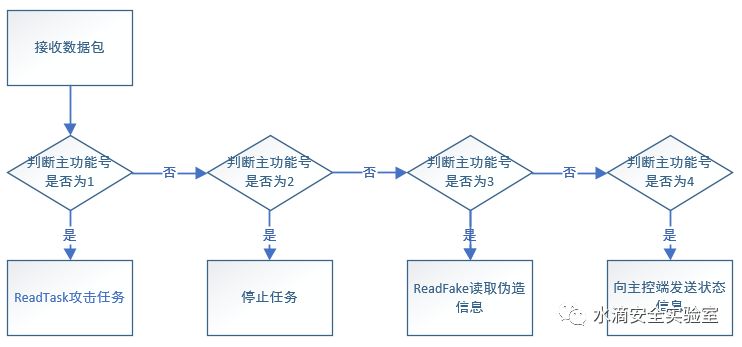 接收数据包
判断主功能号
是否为1
否
判断主功能号
是否为2
否
判断主功能号
是否为3
否
判断主功能号
是否为4
是
是
是
是
ReadTask攻击任务
停止任务
ReadFake读取伪造
信息
向主控端发送状态
信息
水滴安全实验室